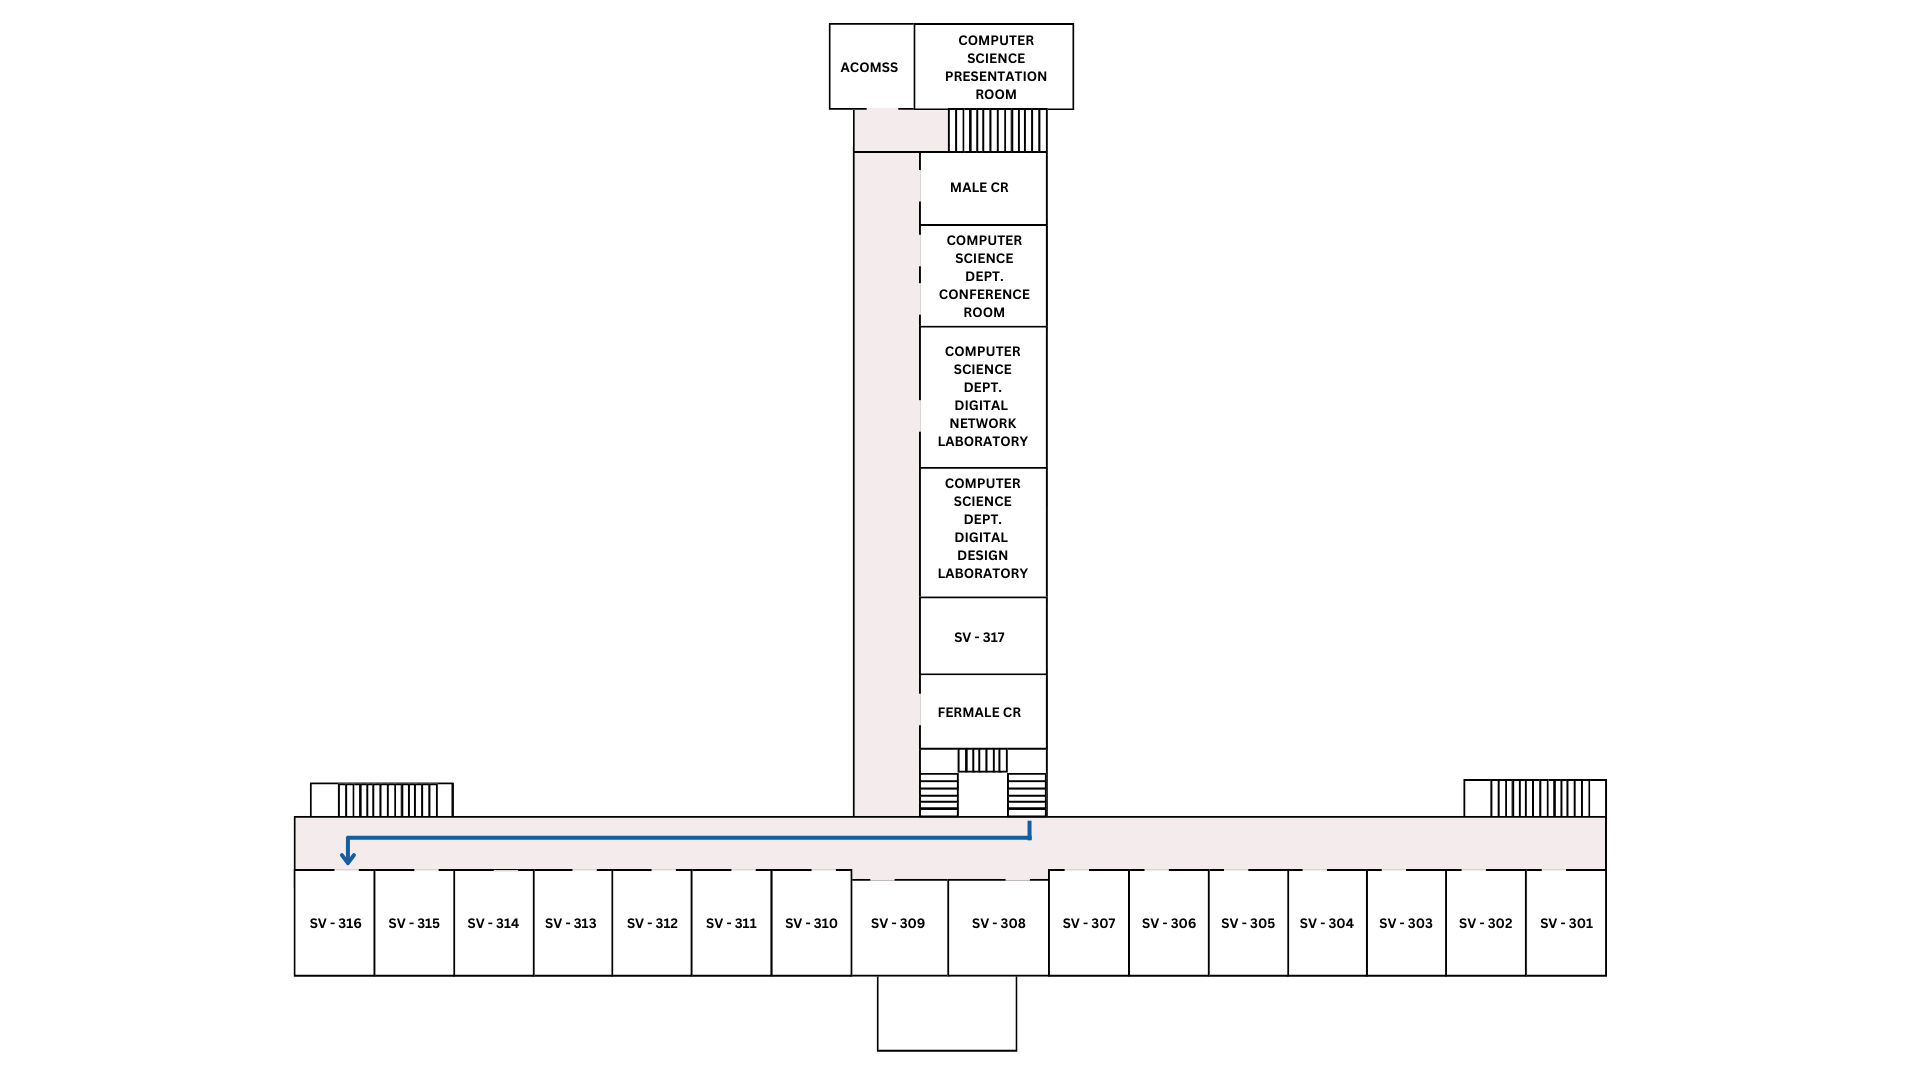 ACOMSS
COMPUTER
SCIENCE
PRESENTATION
ROOM
MALE CR
COMPUTER
SCIENCE
DEPT.
CONFERENCE
ROOM
COMPUTER
SCIENCE
DEPT.
DIGITAL
NETWORK
LABORATORY
COMPUTER
SCIENCE
DEPT.
DIGITAL
DESIGN
LABORATORY
SV - 317
FERMALE CR
SV - 316
SV - 315
SV - 314
SV - 313
SV - 312
SV - 311
SV - 310
SV - 309
SV - 308
SV - 307
SV - 306
SV - 305
SV - 304
SV - 303
SV - 302
SV - 301